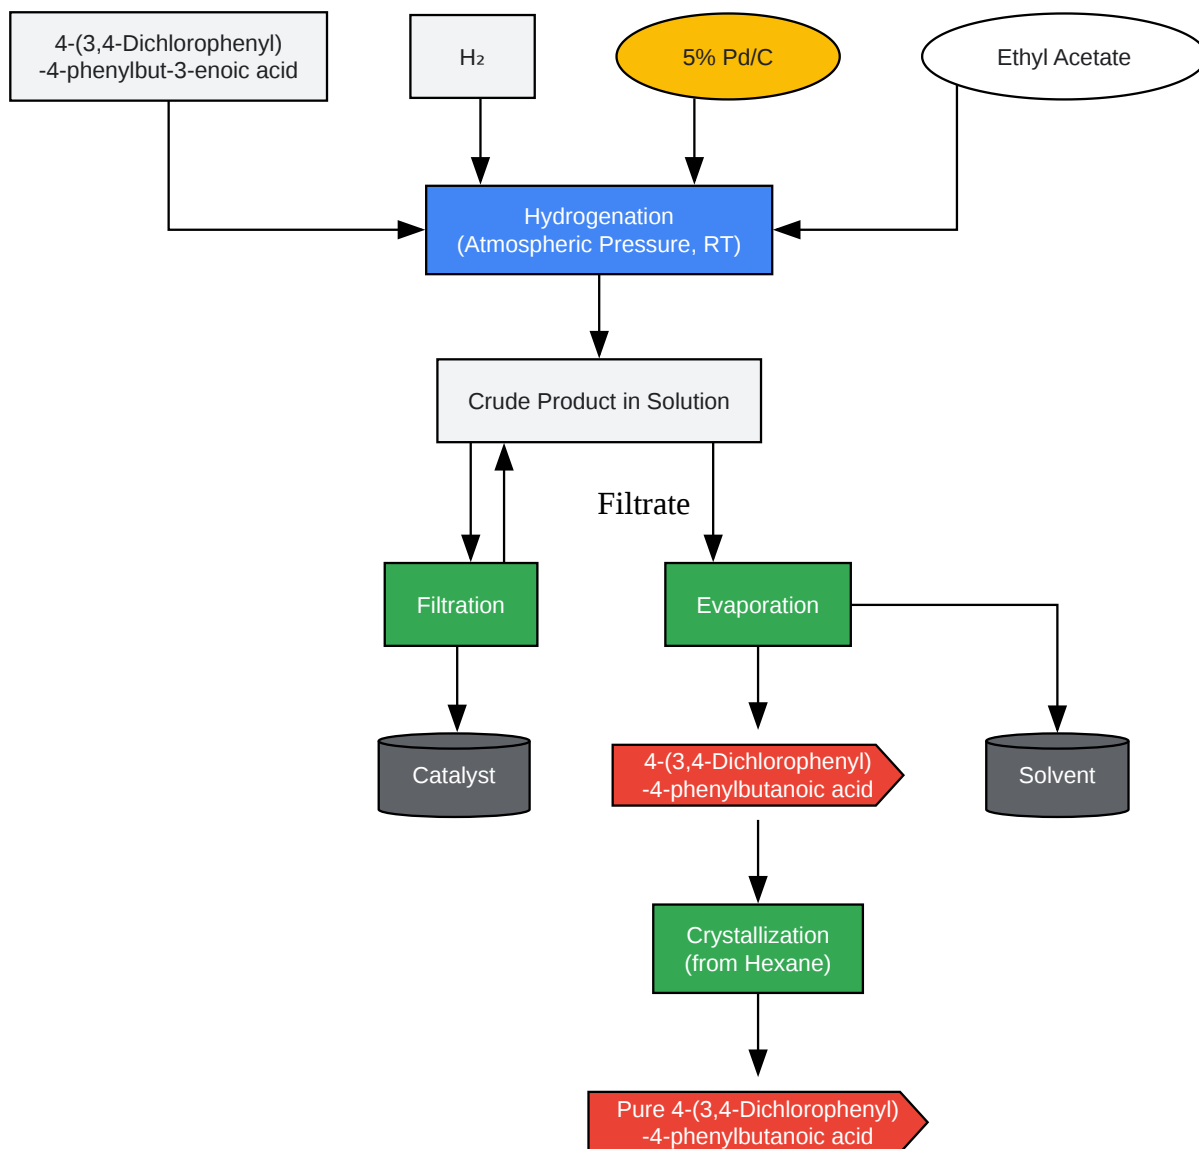 4-(3,4-Dichlorophenyl)
-4-phenylbut-3-enoic acid
H₂
5% Pd/C
Ethyl Acetate
Hydrogenation
(Atmospheric Pressure, RT)
Crude Product in Solution
Filtrate
Filtration
Evaporation
Catalyst
4-(3,4-Dichlorophenyl)
-4-phenylbutanoic acid
Solvent
Crystallization
(from Hexane)
Pure 4-(3,4-Dichlorophenyl)
-4-phenylbutanoic acid